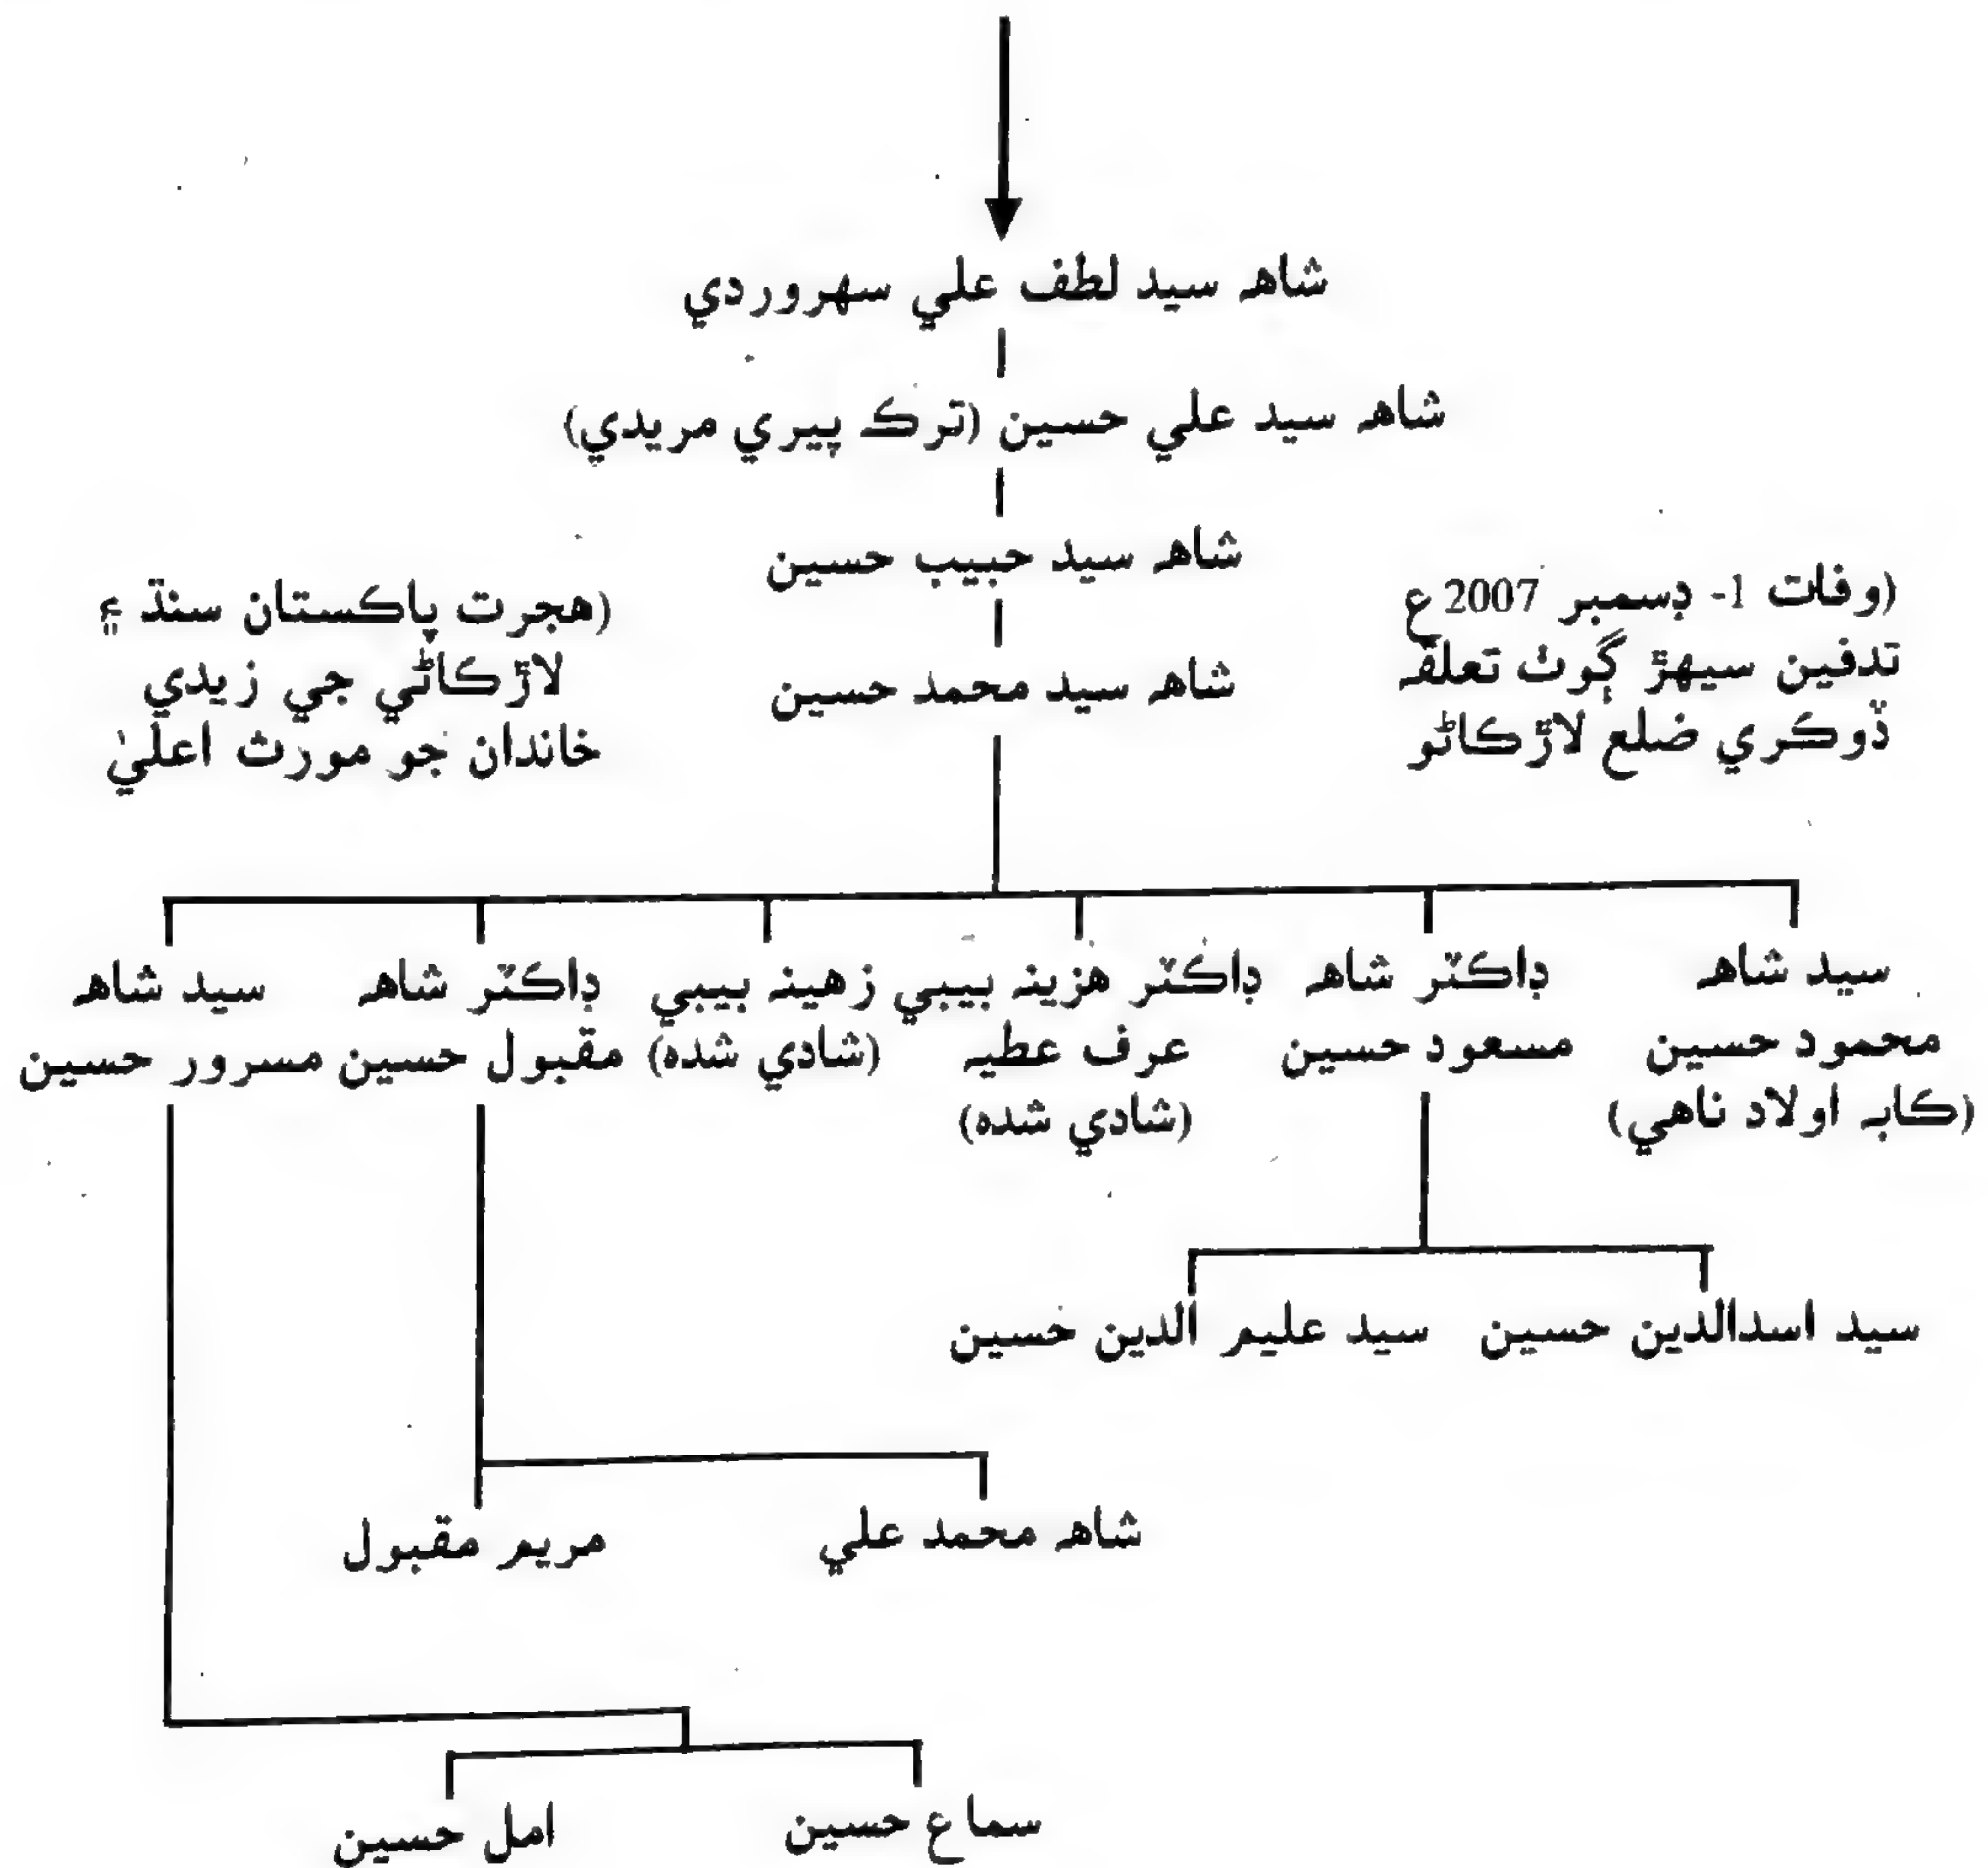 شاهہ سيد لطف علي سهروردي
شاهہ سيد علي حسين (ترڪ پيري مريدي)
شاهہ سيد حبيب حسين
(وفات 1- ڊسمبر 2007ع
تدفين سيهڙ ڳوٺ تعلقہ
ڏوڪري ضلع لاڙڪاڻو
شاهہ سيد محمد حسين
(هجرت پاڪستان سنڌ ۽
لاڙڪاڻي جي زيدي
خاندان جو مورث اعليٰ
سيد شاهہ
محمود حسين
(ڪابہ اولاد ناهي)
ڊاڪٽر شاهہ
مسعود حسين
ڊاڪٽر هزينہ بيبي
عرف عطيہ
(شادي شده)
زهينہ بيبي
(شادي شده)
ڊاڪٽر شاهہ
مقبول حسين
سيد شاهہ
مسرور حسين
سيد اسدالدين حسين
سيد عليم الدين حسين
شاهہ محمد علي
مريم مقبول
سماع حسين
امل حسين